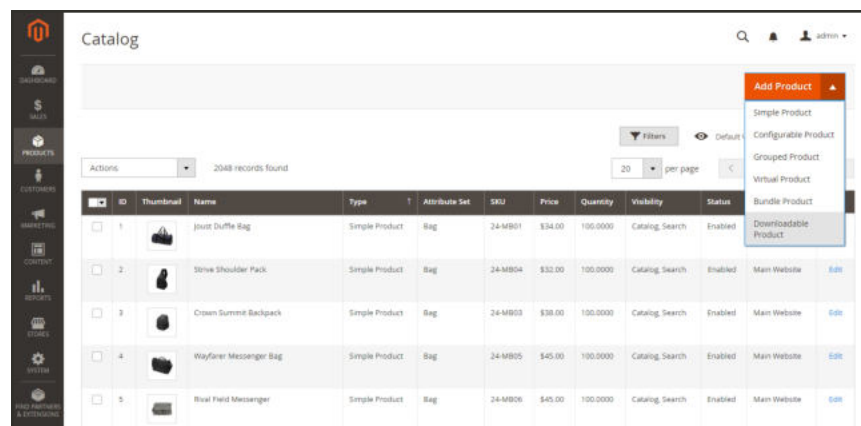 Catalog
admin
DASHBOARD
Add Product
$
SALES
Simple Product
Filters
Default
Configurable Product
PRODUCTS
Grouped Product
Actions
2048 records found
20
per page
Virtual Product
CUSTOMERS
ID Thumbnail Name Type ↑ Attribute Set SKU Price Quantity Visibility Status
Bundle Product
MARKETING
1 Joust Duffle Bag Simple Product Bag 24-MB01 $34.00 100.0000 Catalog, Search Enabled
Downloadable
Product
CONTENT
2 Strive Shoulder Pack Simple Product Bag 24-MB04 $32.00 100.0000 Catalog, Search Enabled Main Website Edit
REPORTS
3 Crown Summit Backpack Simple Product Bag 24-MB03 $38.00 100.0000 Catalog, Search Enabled Main Website Edit
STORES
4 Wayfarer Messenger Bag Simple Product Bag 24-MB05 $45.00 100.0000 Catalog, Search Enabled Main Website Edit
SYSTEM
5 Rival Field Messenger Simple Product Bag 24-MB06 $45.00 100.0000 Catalog, Search Enabled Main Website Edit
FIND PARTNERS
& EXTENSIONS